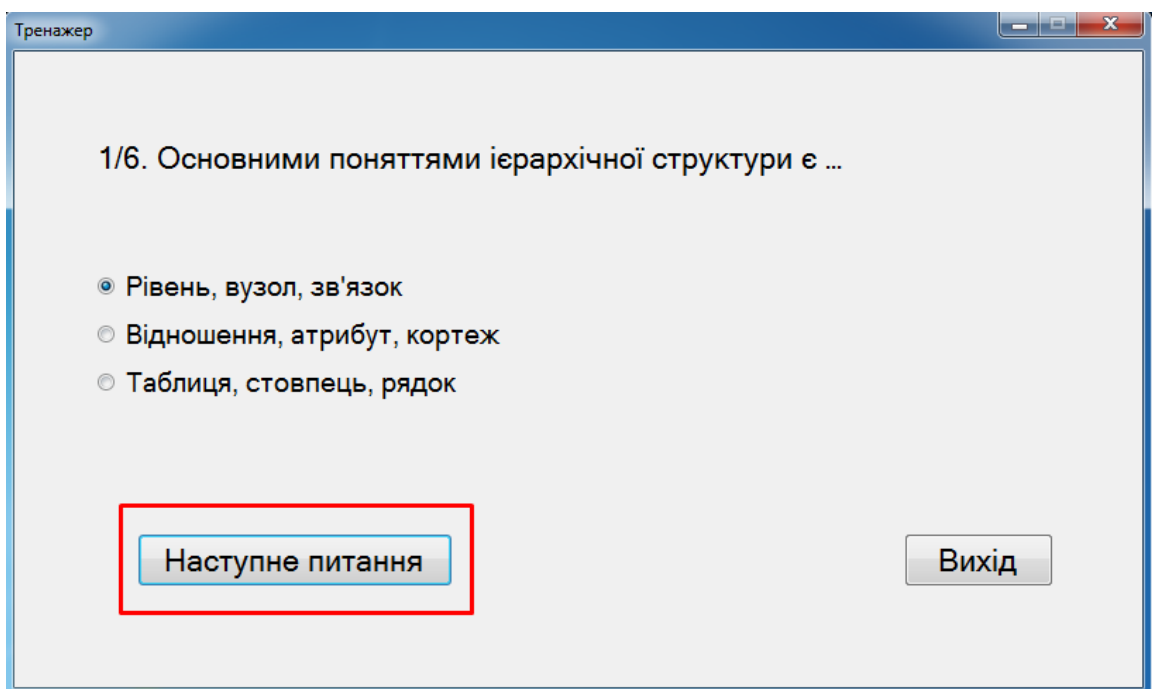 Тренажер
1/6. Основними поняттями ієрархічної структури є ...
Рівень, вузол, зв'язок
Відношення, атрибут, кортеж
Таблиця, стовпець, рядок
Наступне питання
Вихід